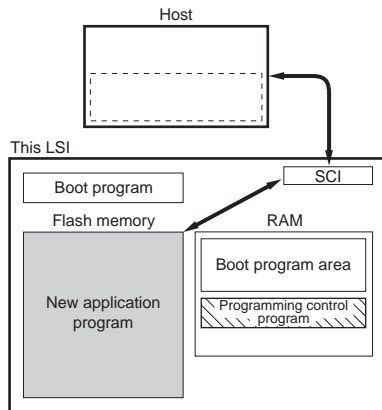 Host
This LSI
SCI
Boot program
Flash memory
RAM
Boot program area
New application
program
Programming control
program